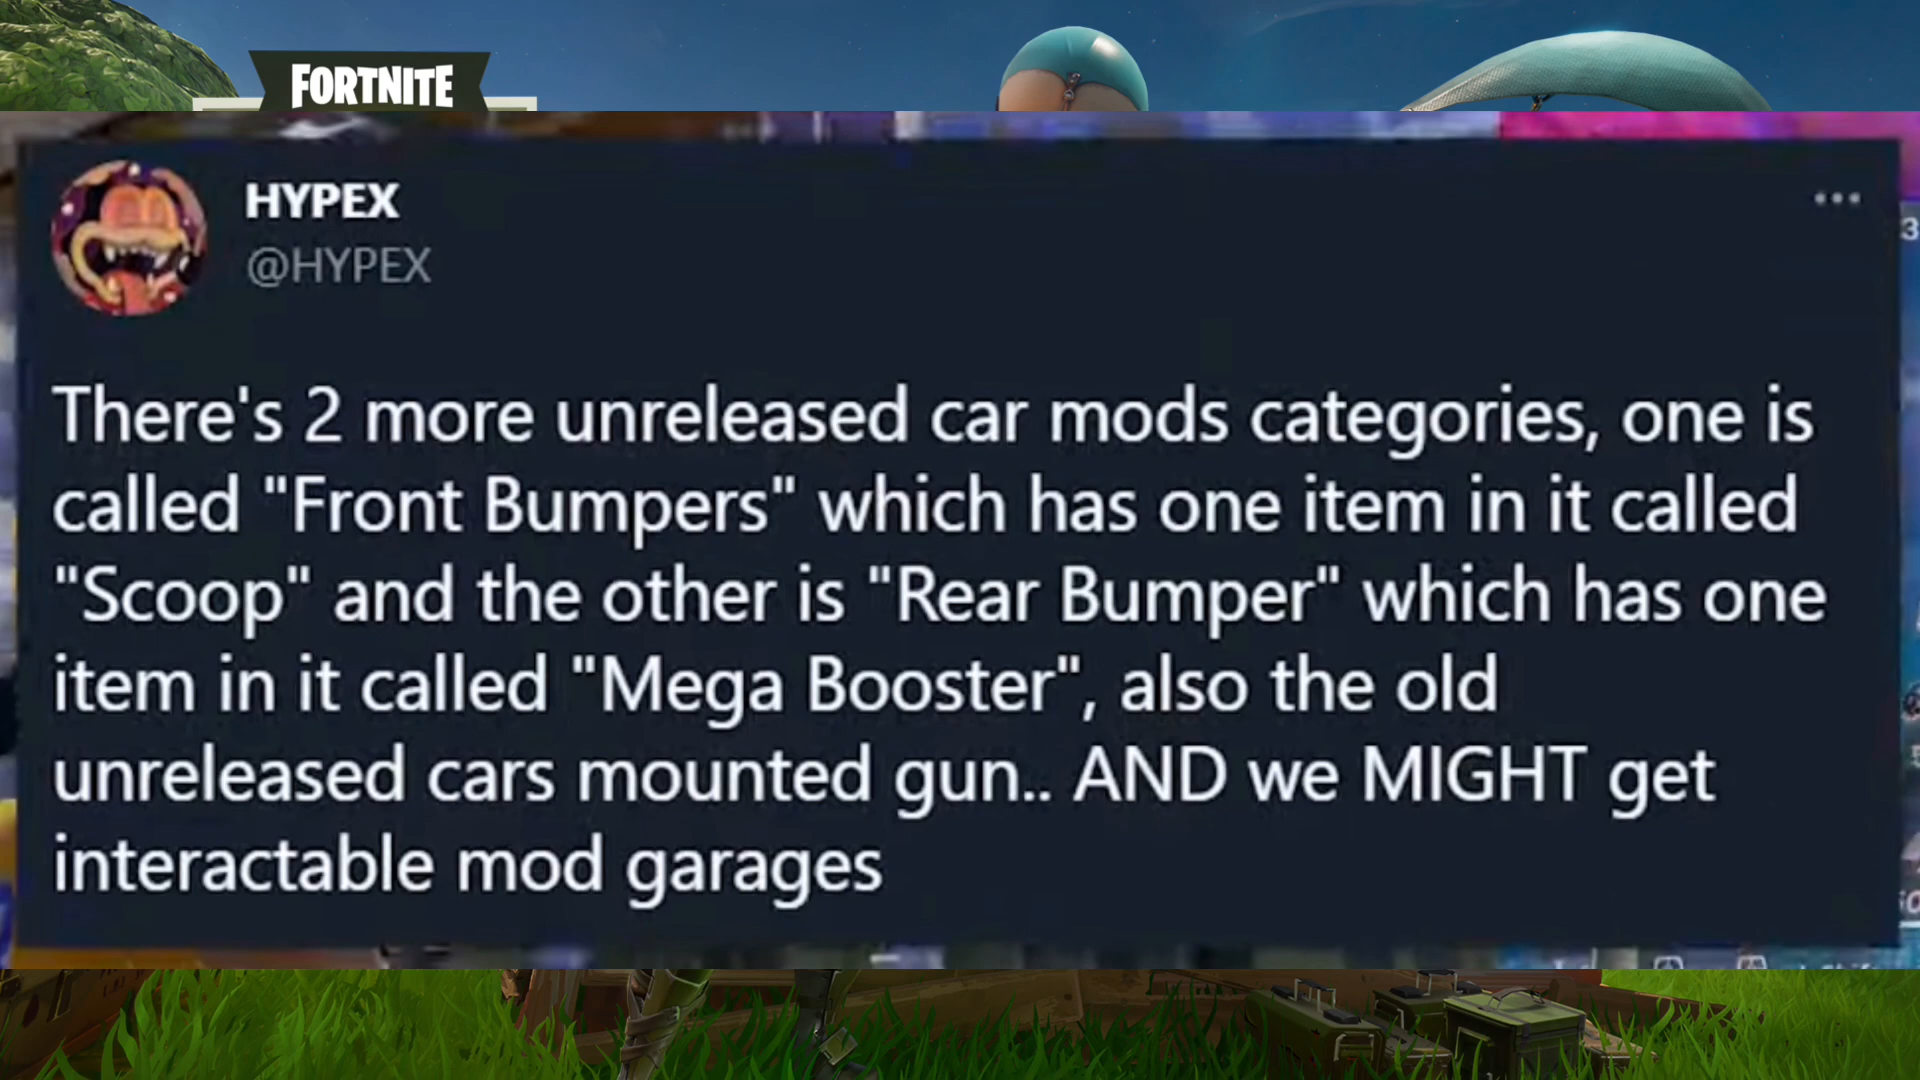 FORTNITE
HYPEX
@HYPEX
There's 2 more unreleased car mods categories, one is
called "Front Bumpers" which has one item in it called
"Scoop" and the other is "Rear Bumper" which has one
item in it called "Mega Booster", also the old
unreleased cars mounted gun.. AND we MIGHT get
interactable mod garages